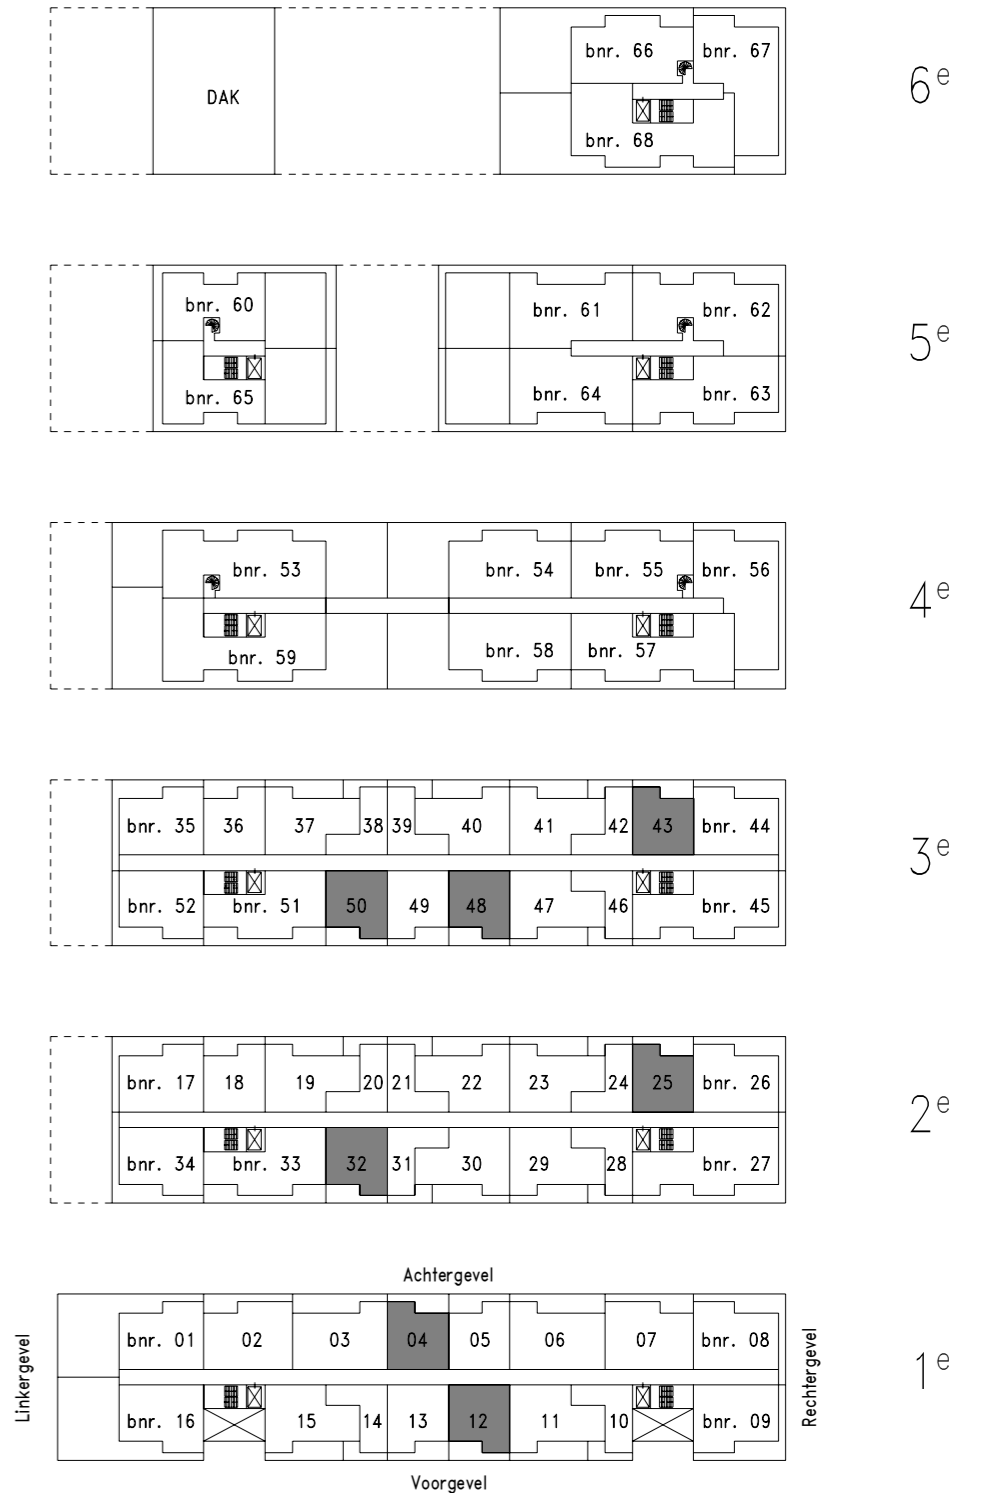 bnr. 66 bnr. 67
DAK 6e
bnr. 68
bnr. 60 bnr. 61 bnr. 62
5e
bnr. 65 bnr. 64 bnr. 63
bnr. 53 bnr. 54 bnr. 55 bnr. 56
4e
bnr. 59 bnr. 58 bnr. 57
bnr. 35 36 37 38 39 40 41 42 43 bnr. 44
3e
bnr. 52 bnr. 51 50 49 48 47 46 bnr. 45
bnr. 17 18 19 20 21 22 23 24 25 bnr. 26
2e
bnr. 34 bnr. 33 32 31 30 29 28 bnr. 27
Achtergevel
bnr. 01 02 03 04 05 06 07 bnr. 08
Linkergevel Rechtergevel 1e
bnr. 16 15 14 13 12 11 10 bnr. 09
Voorgevel